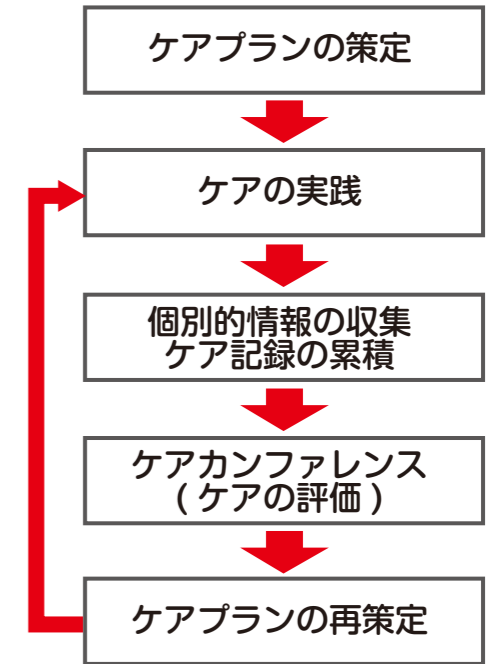 ケアプランの策定
ケアの実践
個別的情報の収集
ケア記録の累積
ケアカンファレンス
(ケアの評価)
ケアプランの再策定